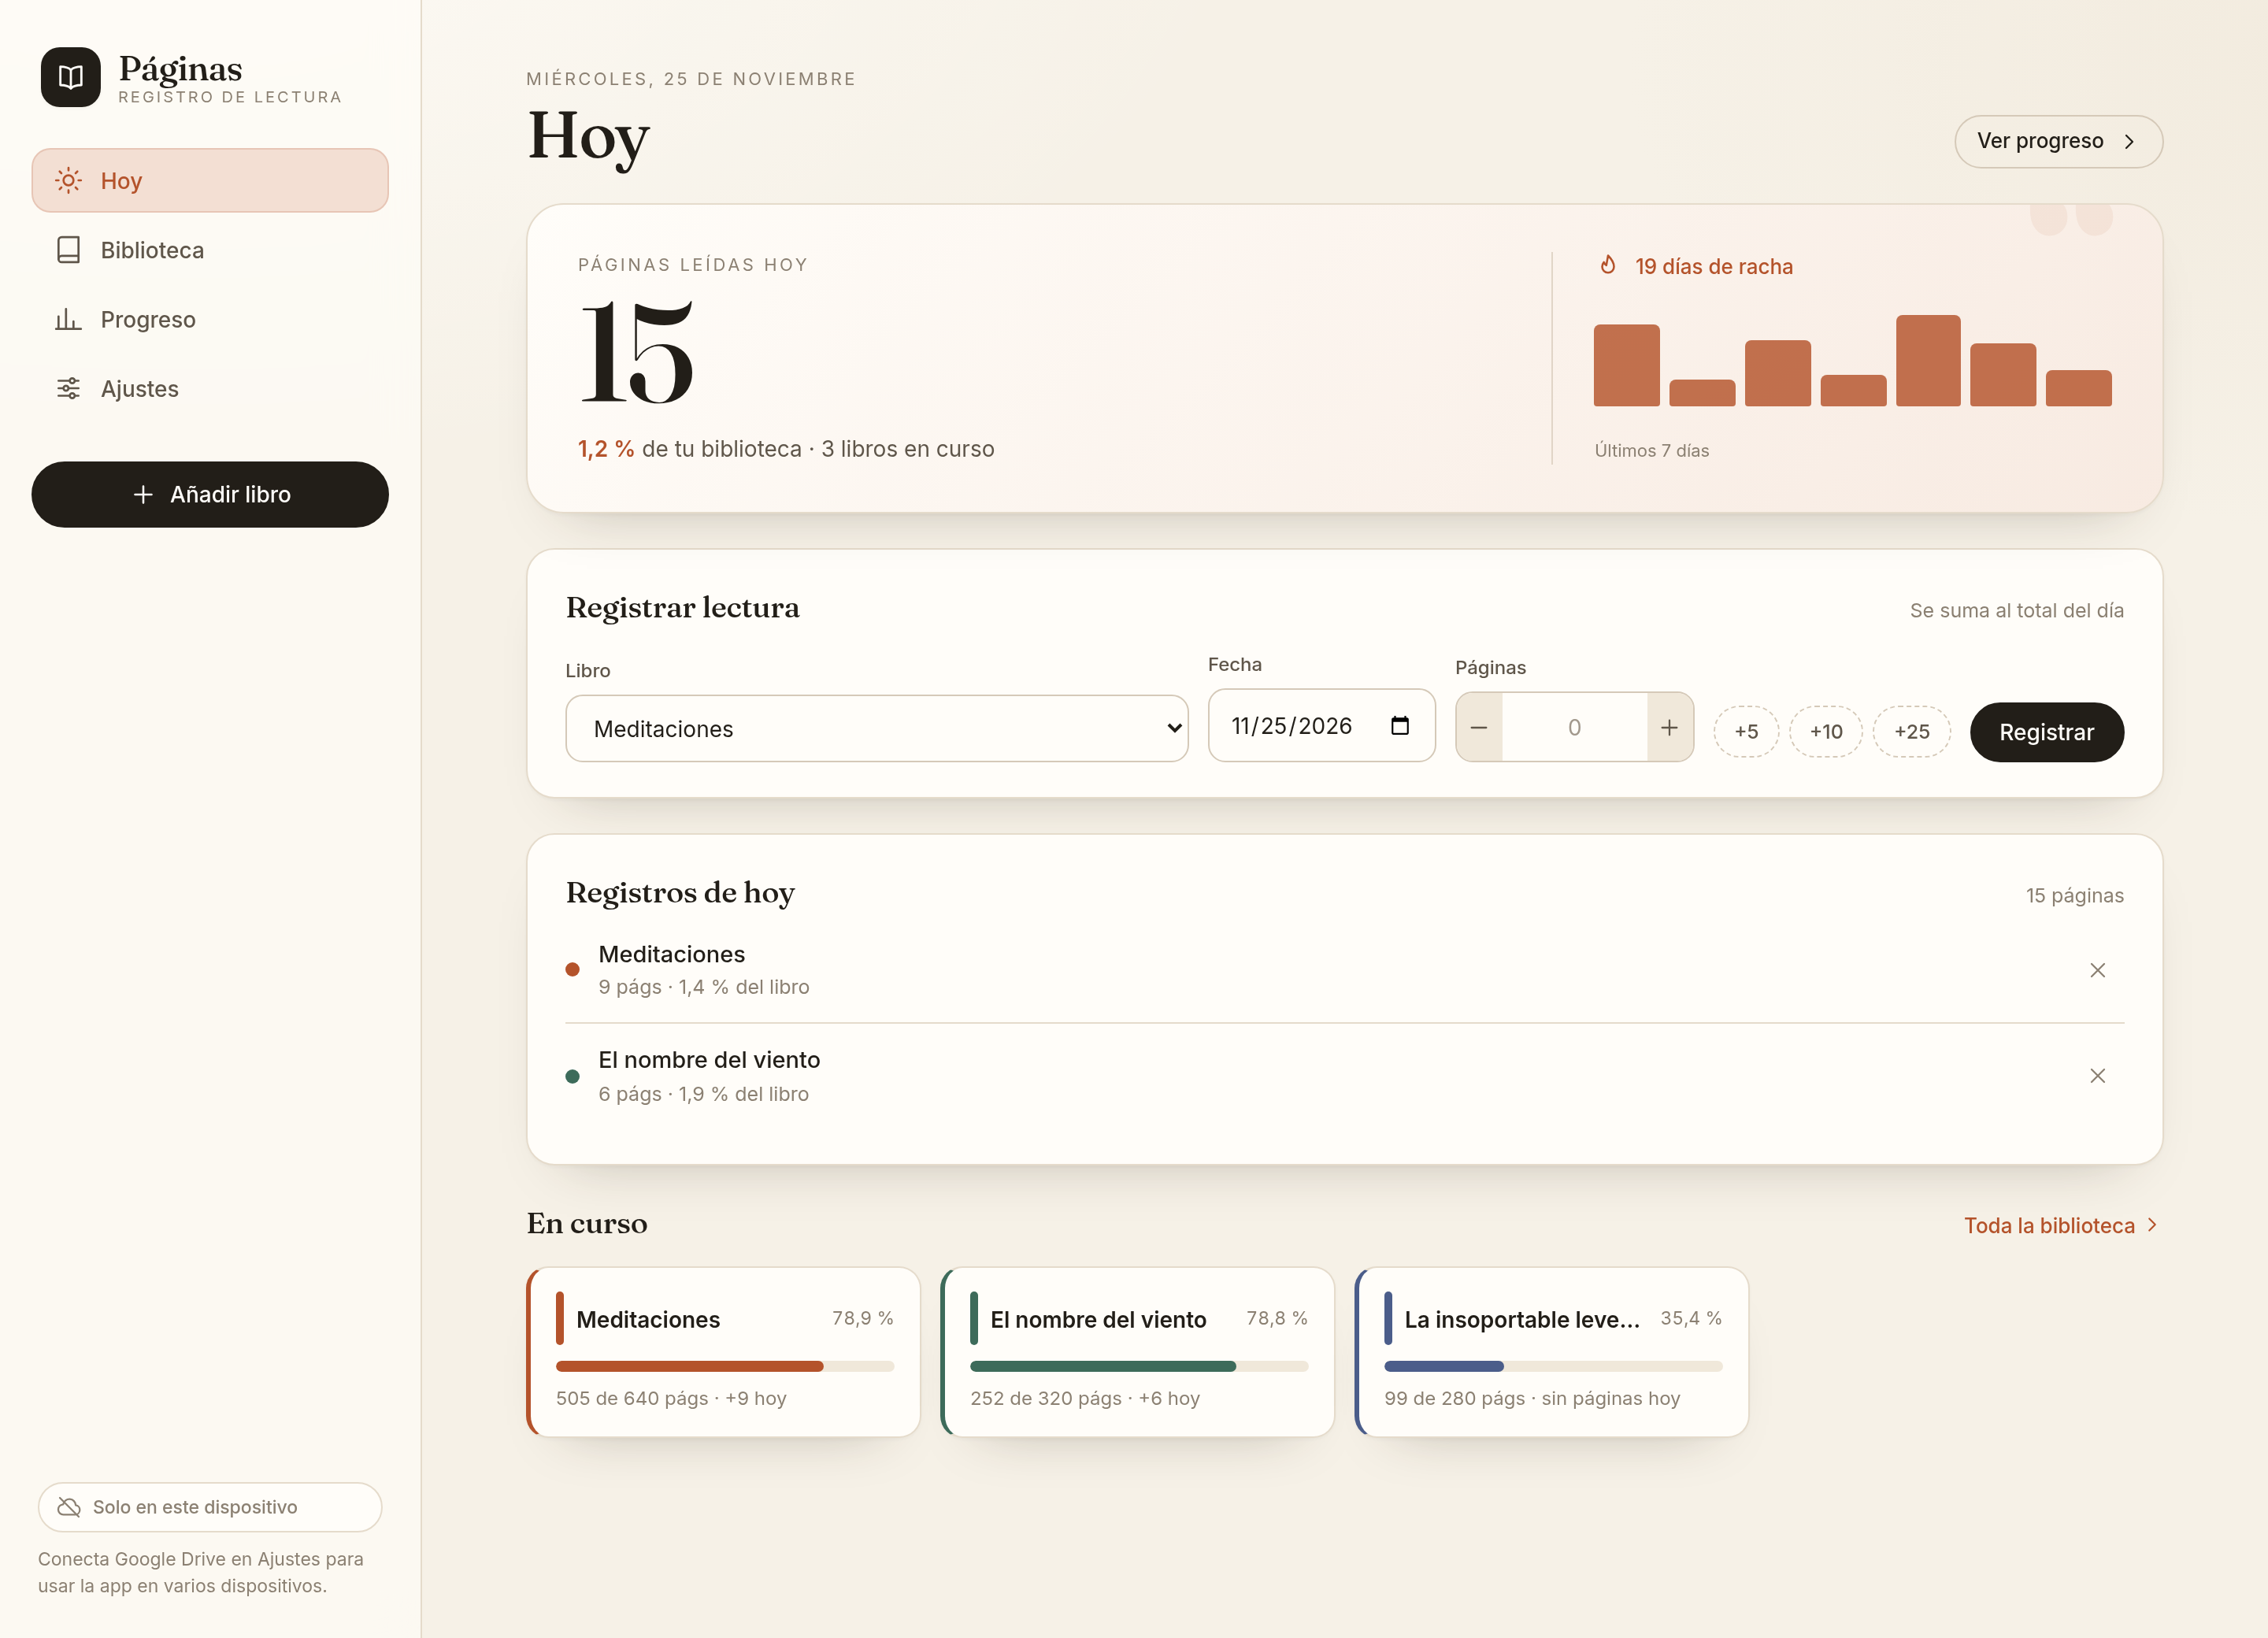 Páginas
REGISTRO DE LECTURA
Hoy
Biblioteca
Progreso
Ajustes
Añadir libro
Solo en este dispositivo
Conecta Google Drive en Ajustes para
usar la app en varios dispositivos.
MIÉRCOLES, 25 DE NOVIEMBRE
Hoy
Ver progreso
PÁGINAS LEÍDAS HOY
15
1,2 % de tu biblioteca · 3 libros en curso
19 días de racha
Últimos 7 días
Registrar lectura
Se suma al total del día
Libro
Meditaciones
Fecha
11/25/2026
Páginas
0
+5
+10
+25
Registrar
Registros de hoy
15 páginas
Meditaciones
9 págs · 1,4 % del libro
El nombre del viento
6 págs · 1,9 % del libro
En curso
Toda la biblioteca
Meditaciones
78,9 %
505 de 640 págs · +9 hoy
El nombre del viento
78,8 %
252 de 320 págs · +6 hoy
La insoportable leve...
35,4 %
99 de 280 págs · sin páginas hoy